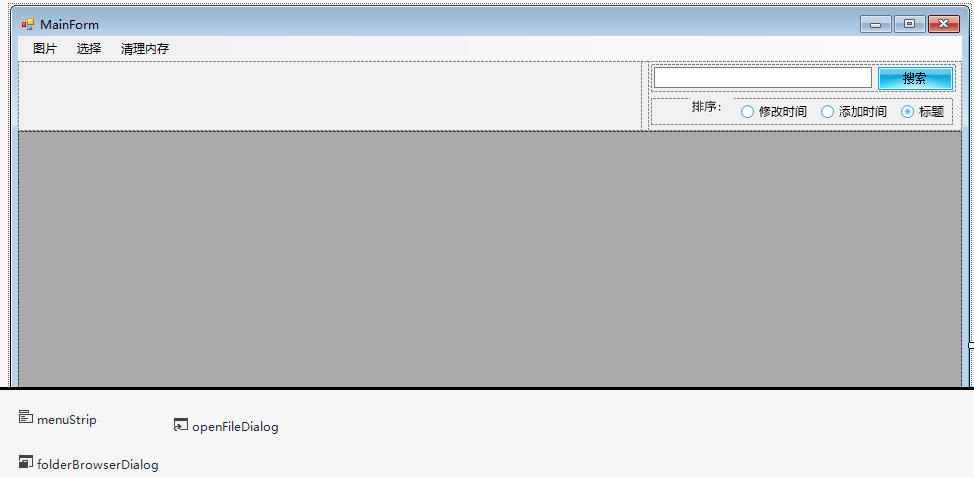 MainForm
图片 选择 清理内存
搜索
排序： 修改时间 添加时间 标题
menuStrip openFileDialog
folderBrowserDialog